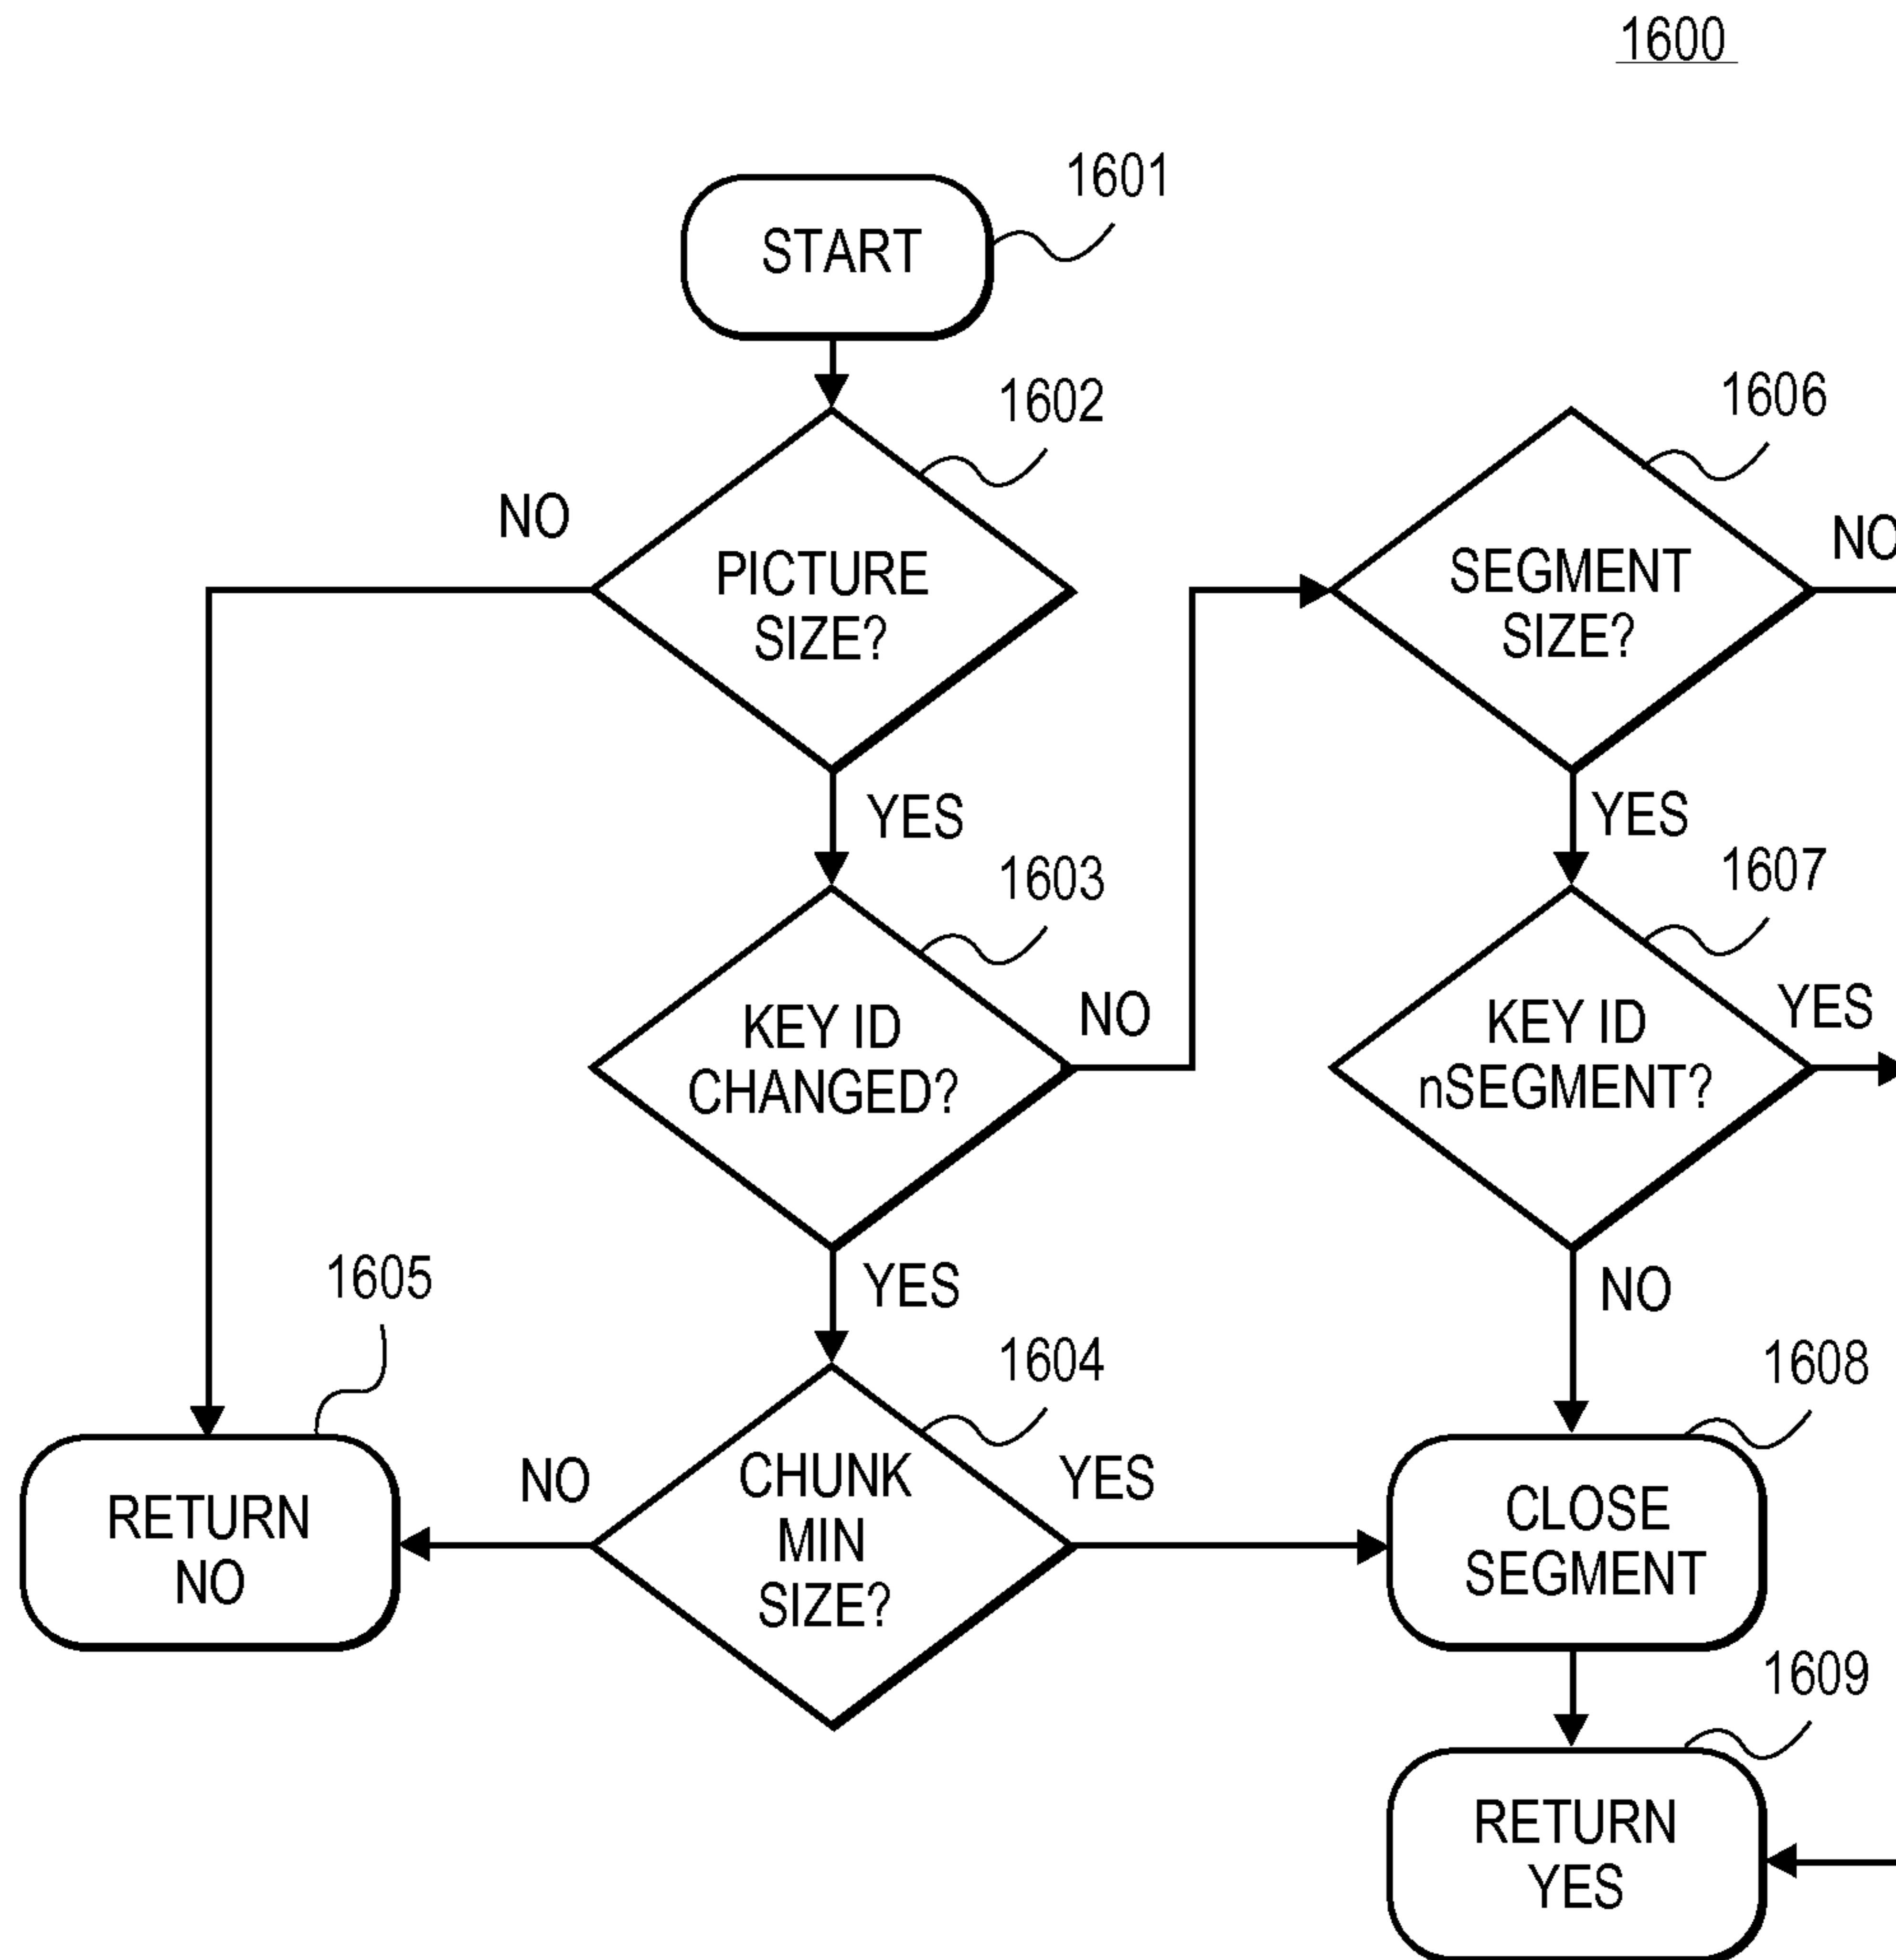 1600
START
1601
1602
NO
PICTURE
SIZE?
YES
1603
KEY ID
CHANGED?
NO
YES
1604
CHUNK
MIN
SIZE?
NO
YES
1605
RETURN
NO
1606
SEGMENT
SIZE?
NO
YES
1607
KEY ID
nSEGMENT?
YES
NO
1608
CLOSE
SEGMENT
1609
RETURN
YES